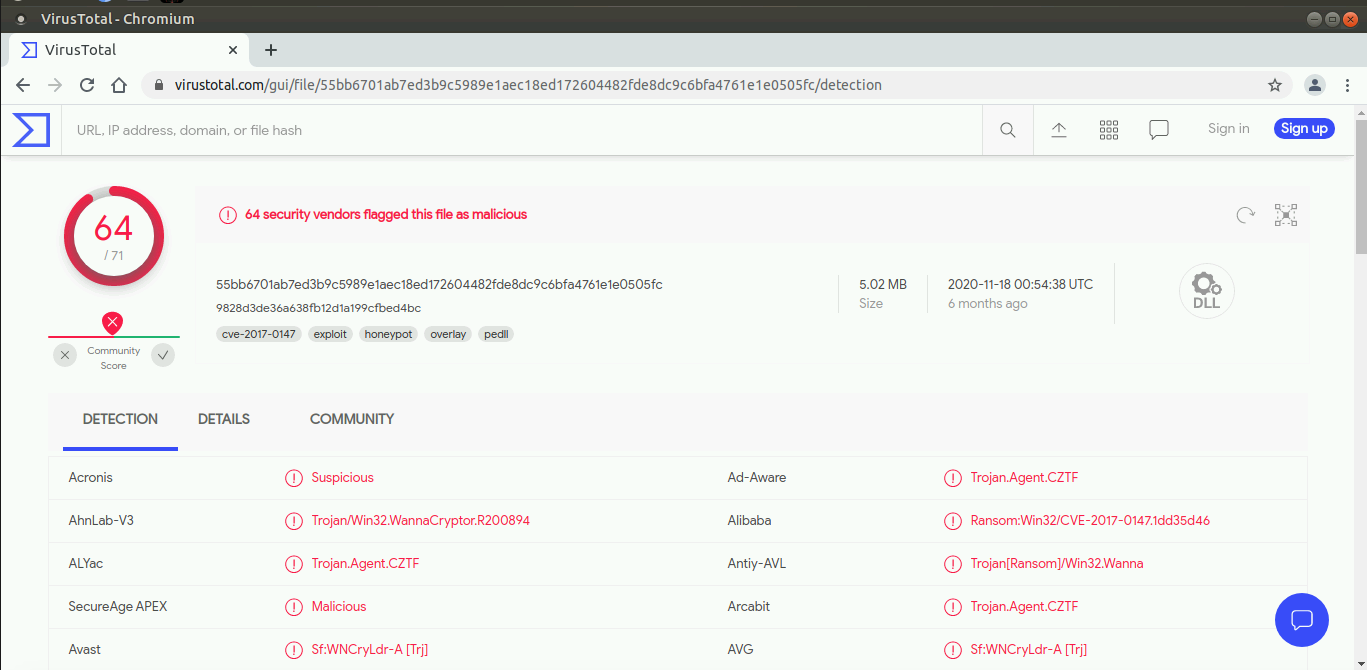 VirusTotal - Chromium
VirusTotal
virustotal.com/gui/file/55bb6701ab7ed3b9c5989e1aec18ed172604482fde8dc9c6bfa4761e1e0505fc/detection
URL, IP address, domain, or file hash
Sign in
Sign up
64
/ 71
64 security vendors flagged this file as malicious
55bb6701ab7ed3b9c5989e1aec18ed172604482fde8dc9c6bfa4761e1e0505fc
9828d3de36a638fb12d1a199cfbed4bc
cve-2017-0147 exploit honeypot overlay pedll
5.02 MB
Size
2020-11-18 00:54:38 UTC
6 months ago
DLL
Community
Score
DETECTION DETAILS COMMUNITY
Acronis Suspicious Ad-Aware Trojan.Agent.CZTF
AhnLab-V3 Trojan/Win32.WannaCryptor.R200894 Alibaba Ransom:Win32/CVE-2017-0147.1dd35d46
ALYac Trojan.Agent.CZTF Antiy-AVL Trojan[Ransom]/Win32.Wanna
SecureAge APEX Malicious Arcabit Trojan.Agent.CZTF
Avast Sf:WNCryLdr-A [Trj] AVG Sf:WNCryLdr-A [Trj]